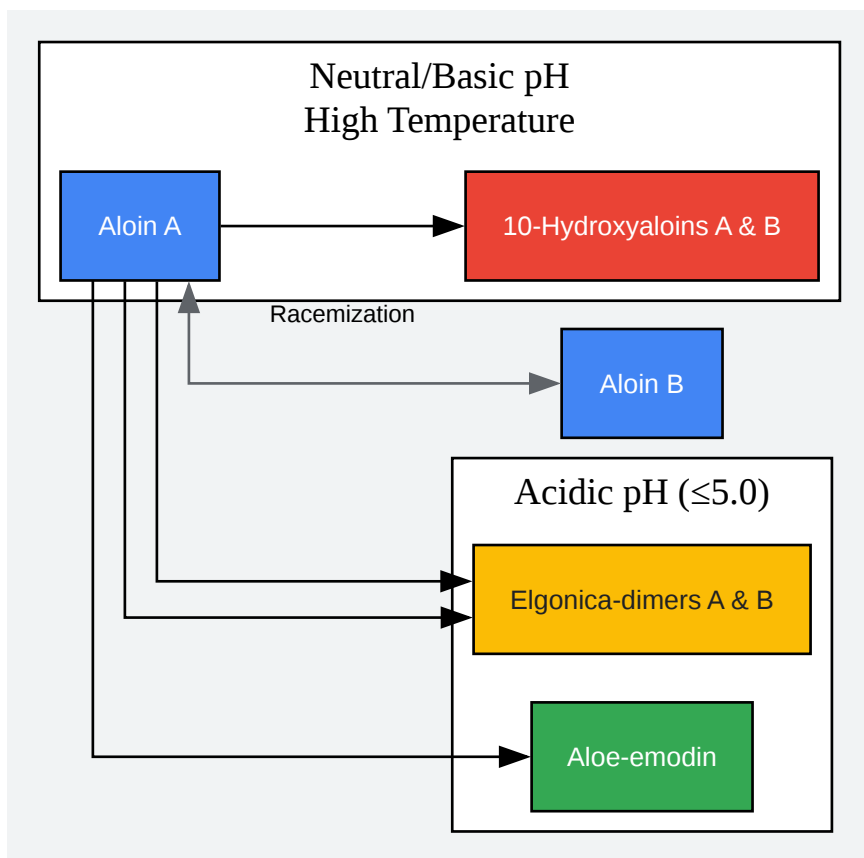 Neutral/Basic pH
High Temperature
Aloin A
10-Hydroxyaloins A & B
Racemization
Aloin B
Acidic pH (≤5.0)
Elgonica-dimers A & B
Aloe-emodin